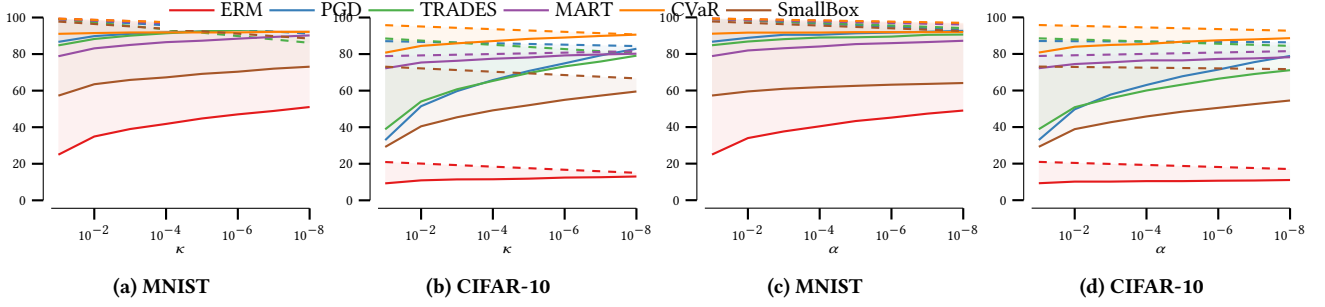 ERM PGD TRADES MART CVaR SmallBox
100 100 100 100
80 80 80 80
60 60 60 60
40 40 40 40
20 20 20 20
0 0 0 0
10⁻² 10⁻⁴ 10⁻⁶ 10⁻⁸ 10⁻² 10⁻⁴ 10⁻⁶ 10⁻⁸ 10⁻² 10⁻⁴ 10⁻⁶ 10⁻⁸ 10⁻² 10⁻⁴ 10⁻⁶ 10⁻⁸
κ κ α α
(a) MNIST (b) CIFAR-10 (c) MNIST (d) CIFAR-10